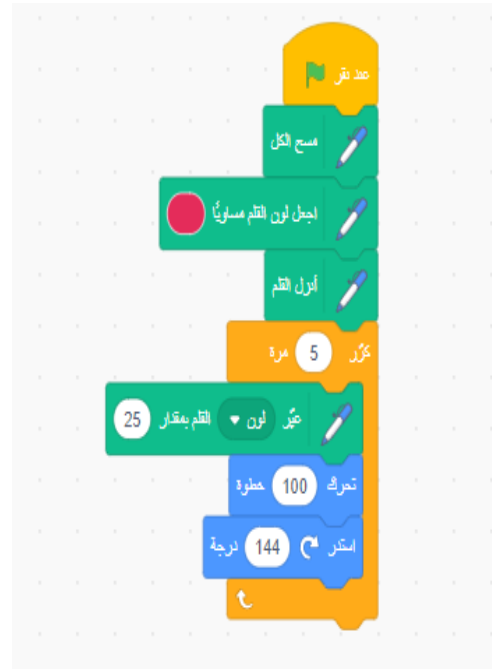 عند نقر
مسح الكل
اجعل لون القلم مساويًا
أنزل القلم
كرِّر 5 مرة
غيِّر لون القلم بمقدار 25
تحرك 100 خطوة
استدر 144 درجة